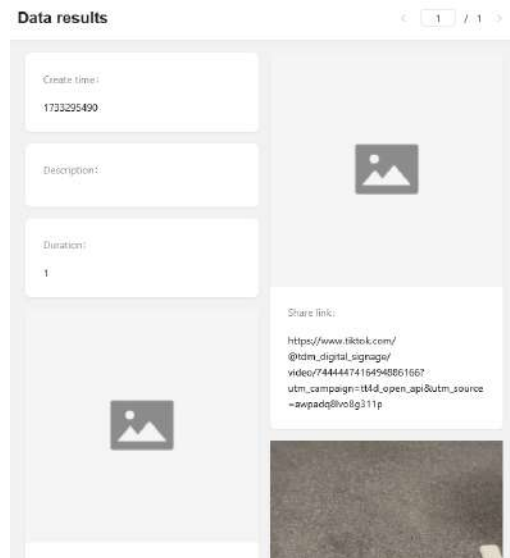 Data results
1 / 1
Create time:
1733295490
Description:
Duration:
1
Share link:
https://www.tiktok.com/
@tdm_digital_signage/
video/7444447416494886166?
utm_campaign=tt4d_open_api&utm_source
=awpadq8lvo8g311p